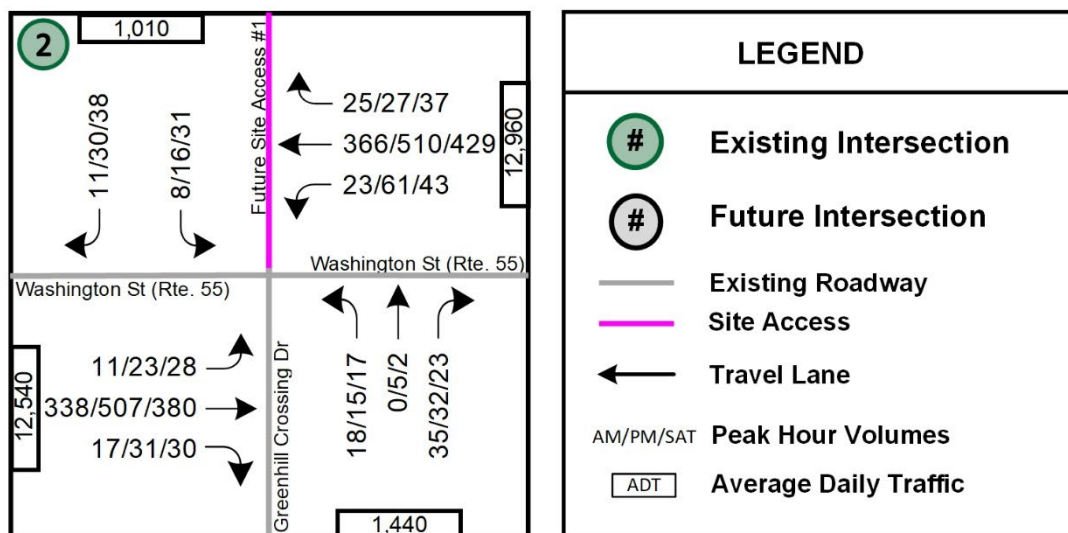 2
1,010
Future Site Access #1
11/30/38
8/16/31
25/27/37
366/510/429
23/61/43
12,960
Washington St (Rte. 55)
Washington St (Rte. 55)
12,540
11/23/28
338/507/380
17/31/30
Greenhill Crossing Dr
18/15/17
0/5/2
35/32/23
1,440
LEGEND
# Existing Intersection
# Future Intersection
Existing Roadway
Site Access
Travel Lane
AM/PM/SAT Peak Hour Volumes
ADT Average Daily Traffic